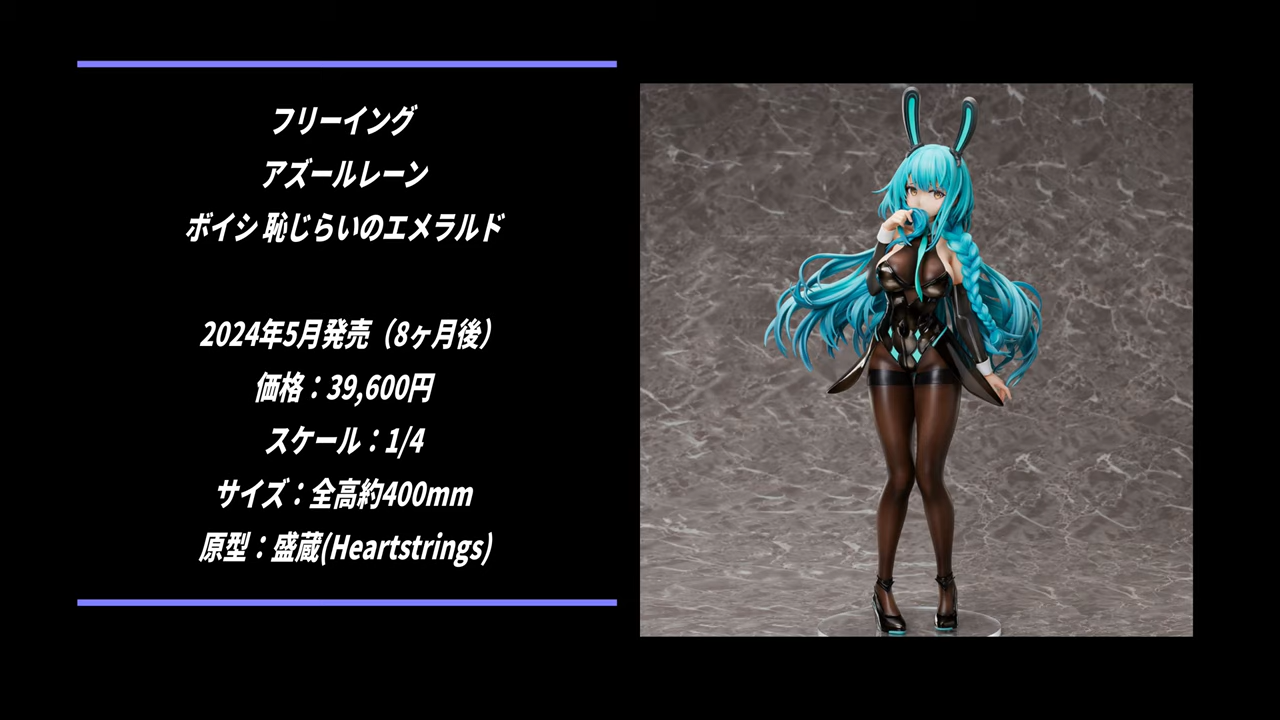 フリーイング
アズールレーン
ボイシ 恥じらいのエメラルド
2024年5月発売（8ヶ月後）
価格：39,600円
スケール：1/4
サイズ：全高約400mm
原型：盛蔵(Heartstrings)